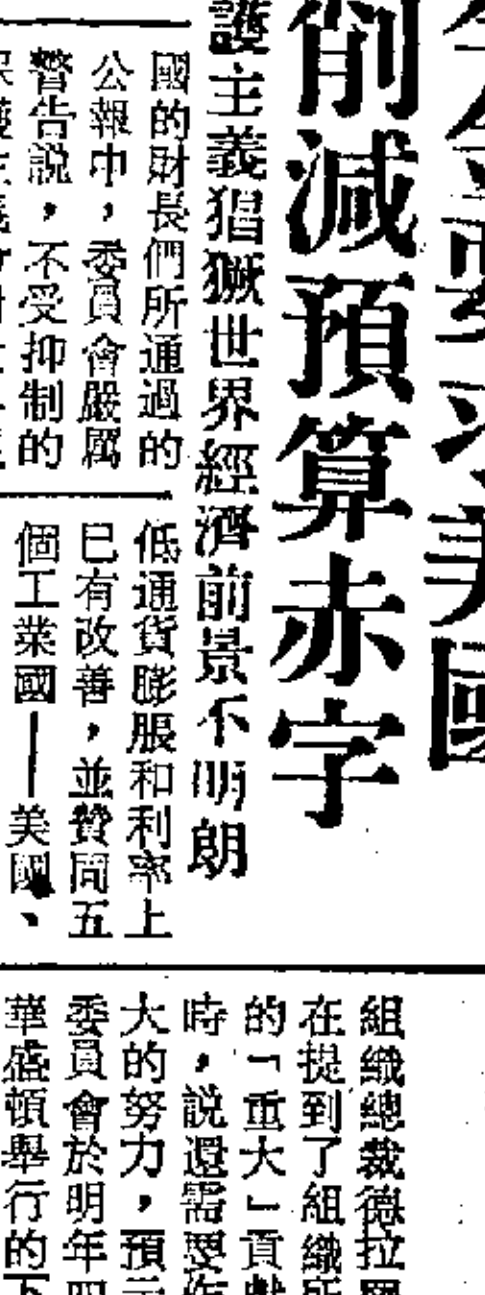 美國
削減預算赤字
護主義猖獗世界經濟前景不明朗
國的財長們所通過的
公報中，委員會嚴厲
警告説，不受抑制的
低通貨膨脹和利率上
已有改善，並贊同五
個工業國——美國、
組織總裁德拉
在提到了組織所
的「重大」貢獻
時，説還需要作
大的努力，預示
委員會於明年四
華盛頓舉行的下